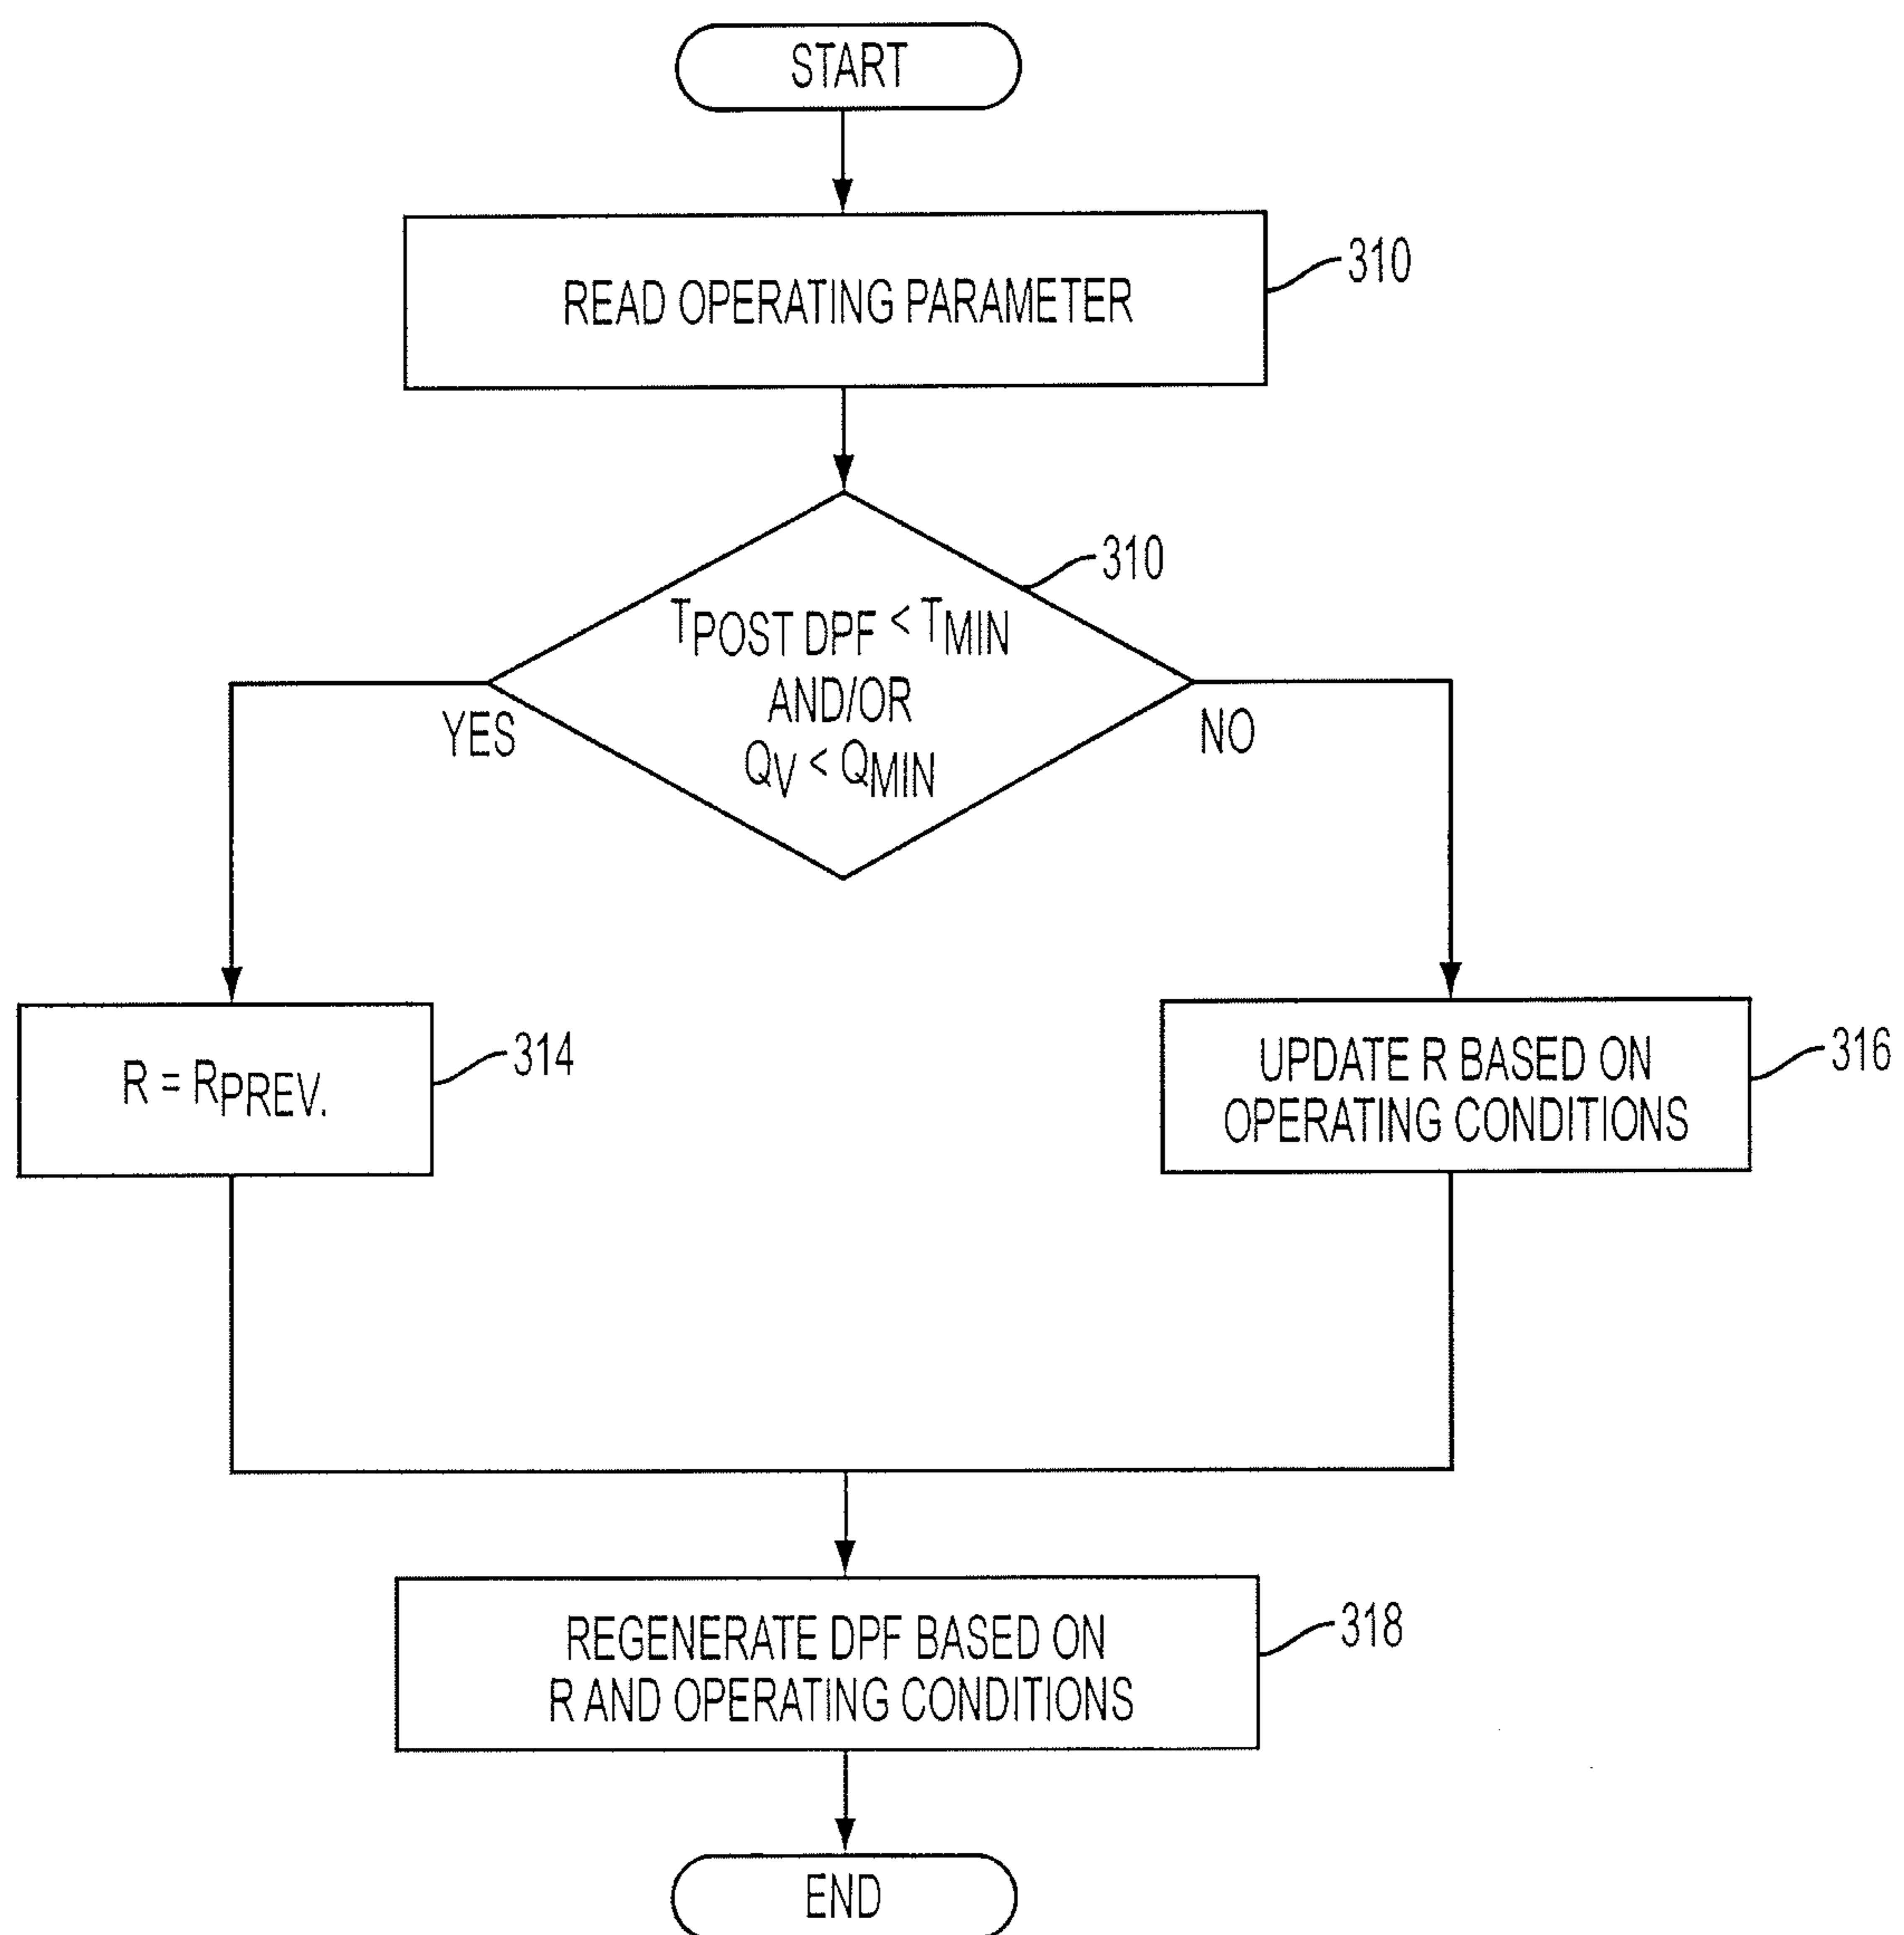 START
READ OPERATING PARAMETER
310
310
TPOST DPF < TMIN
AND/OR
QV < QMIN
YES
NO
R = RPREV.
314
UPDATE R BASED ON
OPERATING CONDITIONS
316
REGENERATE DPF BASED ON
R AND OPERATING CONDITIONS
318
END